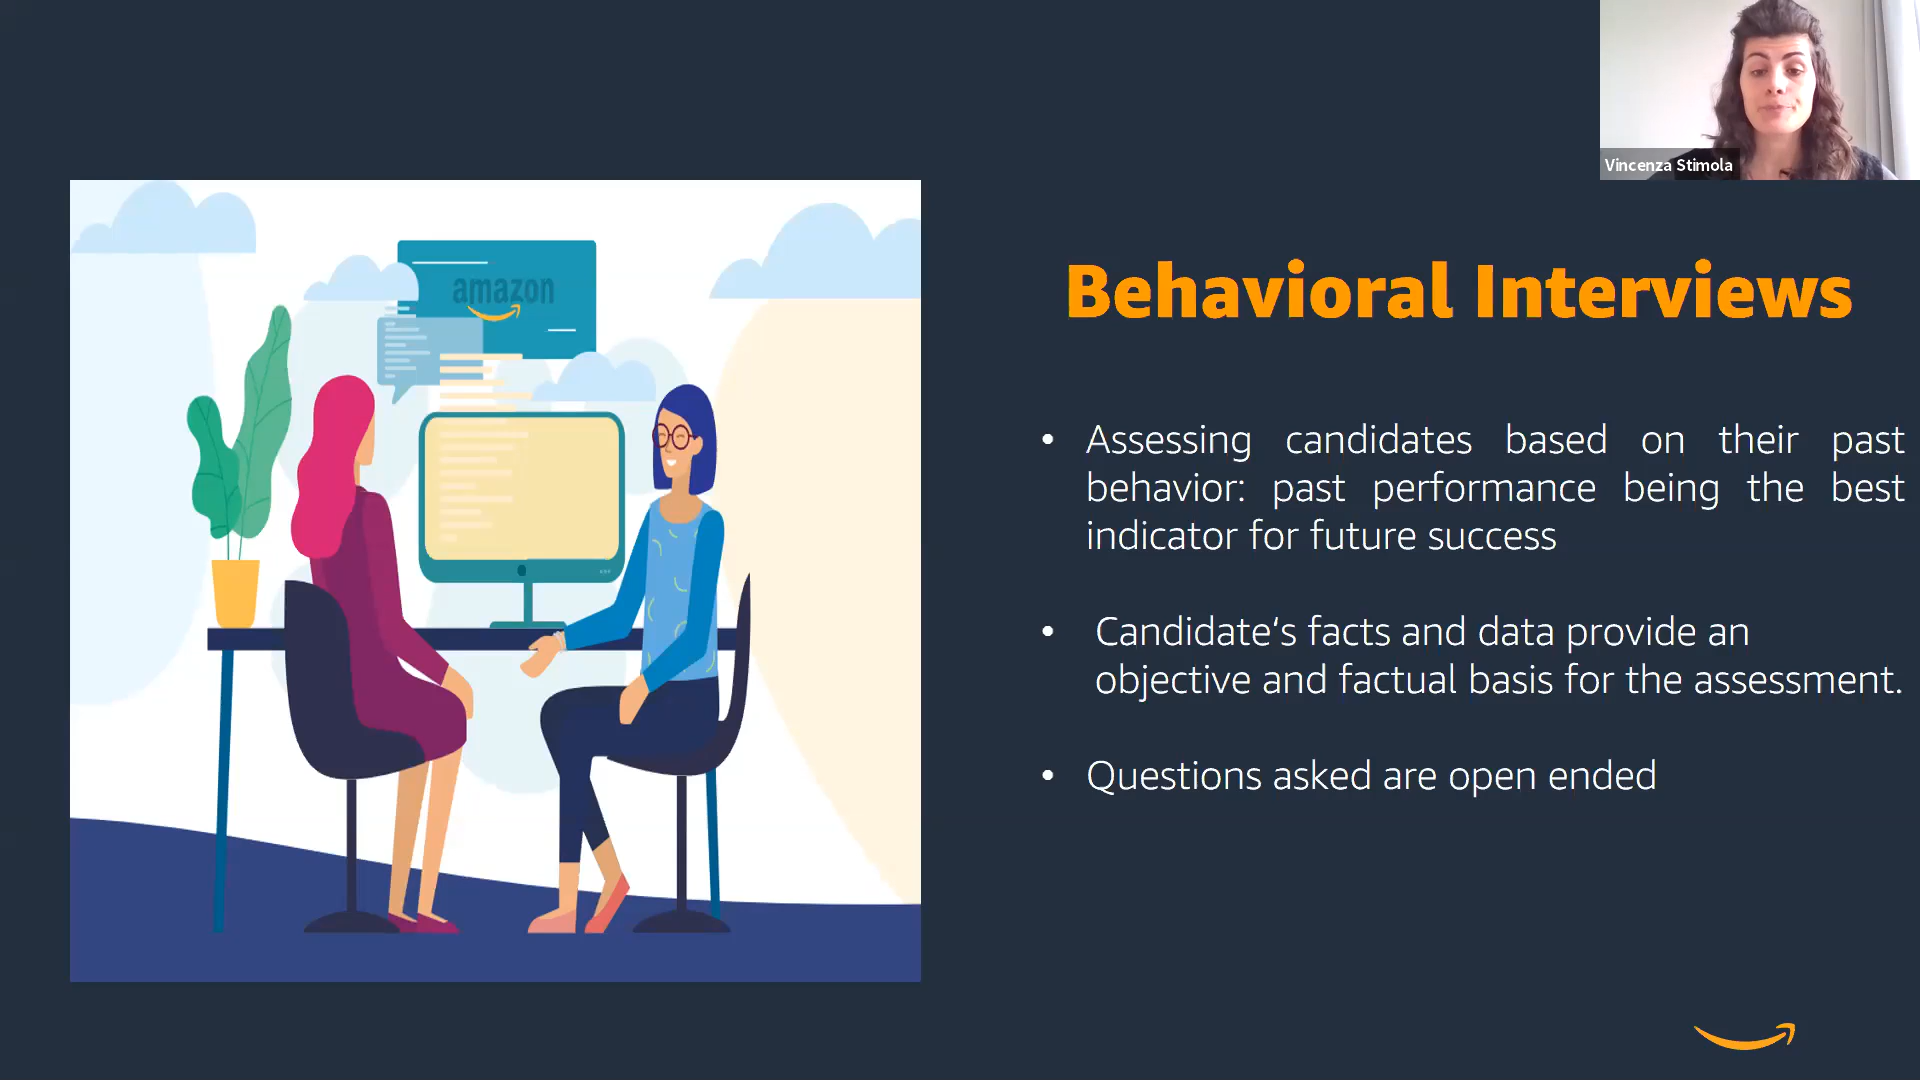 Vincenza Stimola
amazon
Behavioral Interviews
• Assessing candidates based on their past
behavior: past performance being the best
indicator for future success
• Candidate‘s facts and data provide an
objective and factual basis for the assessment.
• Questions asked are open ended